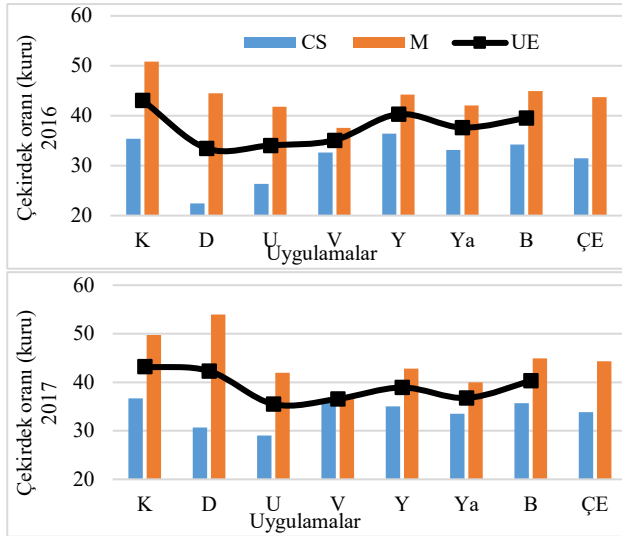 Çekirdek oranı (kuru)
2016
60
50
40
30
20
CS M UE
K D U V Y Ya B ÇE
Uygulamalar
Çekirdek oranı (kuru)
2017
60
50
40
30
20
K D U V Y Ya B ÇE
Uygulamalar